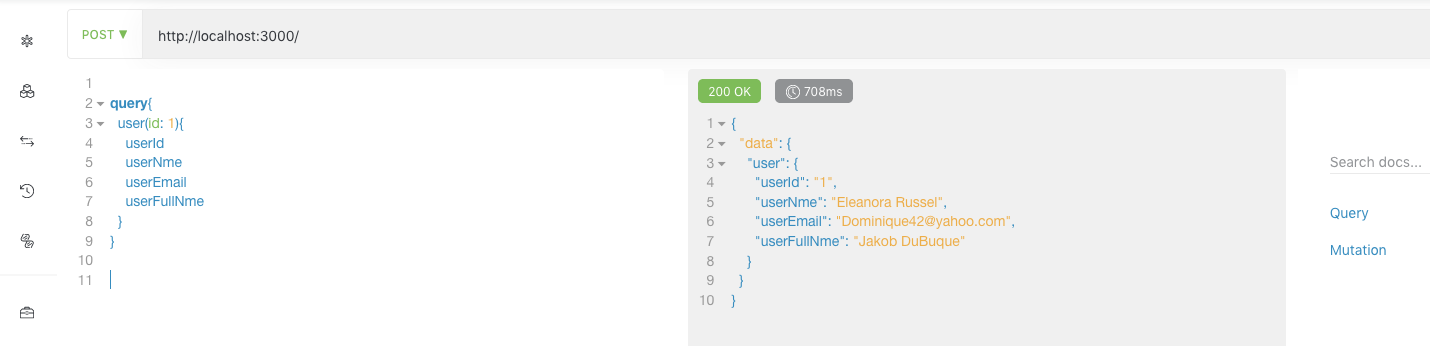 POST ▼ http://localhost:3000/
1
2 query{
3 user(id: 1){
4 userId
5 userNme
6 userEmail
7 userFullNme
8 }
9 }
10
11
200 OK 708ms
1 {
2 "data": {
3 "user": {
4 "userId": "1",
5 "userNme": "Eleanora Russel",
6 "userEmail": "Dominique42@yahoo.com",
7 "userFullNme": "Jakob DuBuque"
8 }
9 }
10 }
Search docs...
Query
Mutation